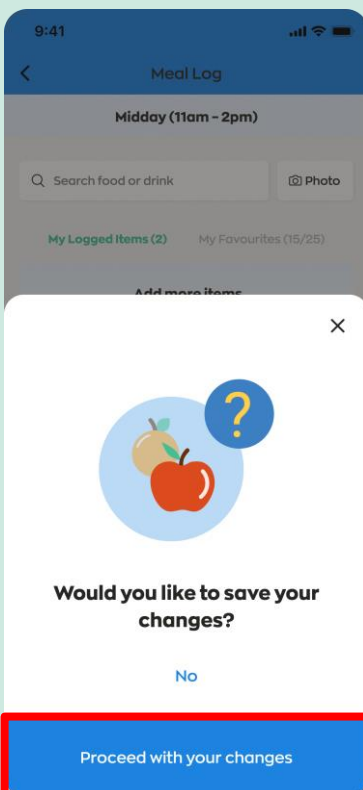 9:41
Meal Log
Midday (11am - 2pm)
Search food or drink
Photo
My Logged Items (2) My Favourites (15/25)
Add more items
?
Would you like to save your
changes?
No
Proceed with your changes